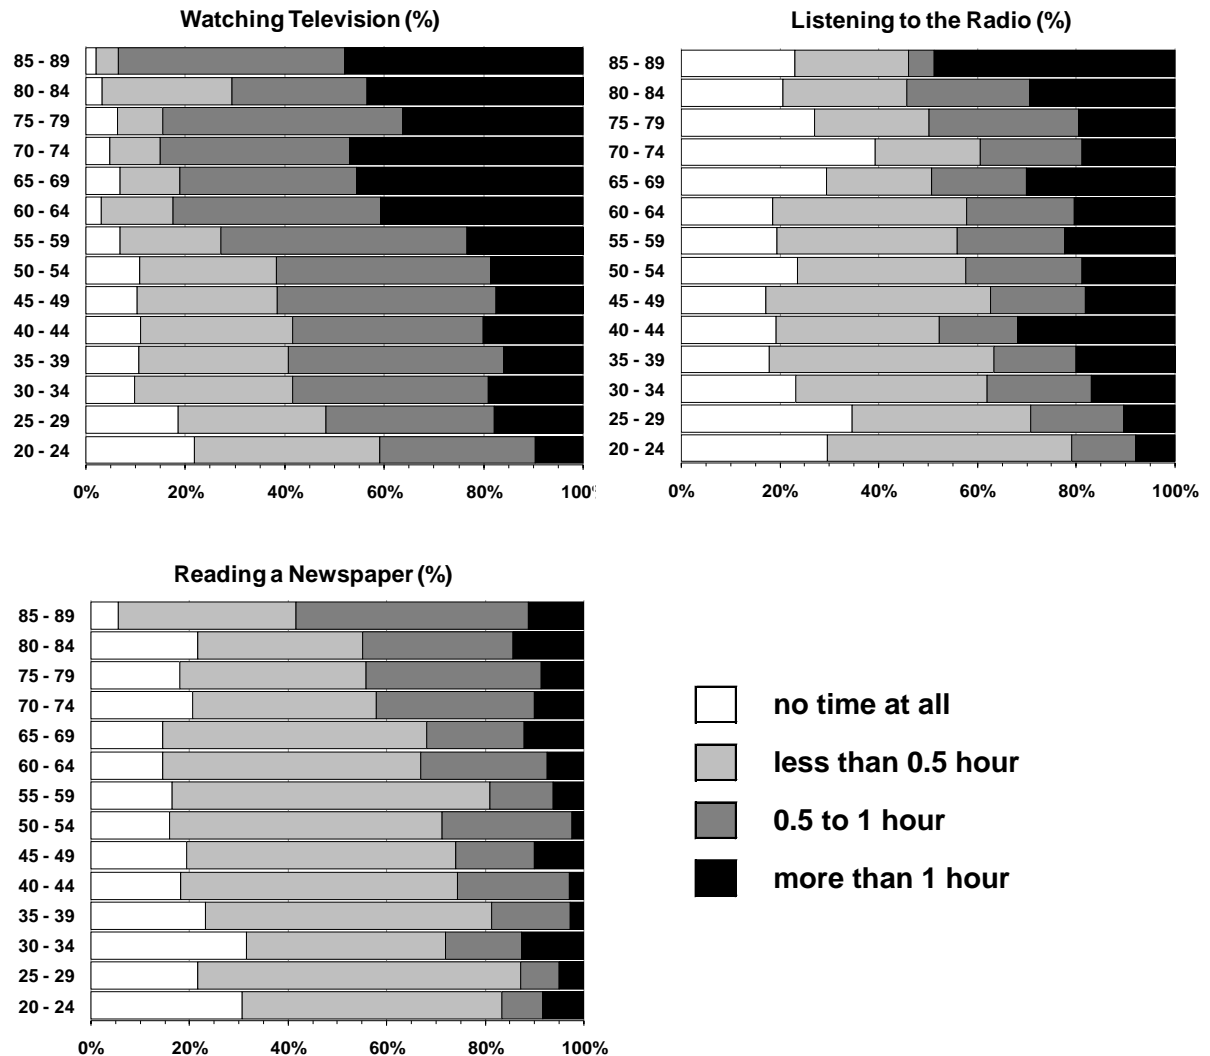 Watching Television (%)
85 - 89
80 - 84
75 - 79
70 - 74
65 - 69
60 - 64
55 - 59
50 - 54
45 - 49
40 - 44
35 - 39
30 - 34
25 - 29
20 - 24
0% 20% 40% 60% 80% 100%
Listening to the Radio (%)
85 - 89
80 - 84
75 - 79
70 - 74
65 - 69
60 - 64
55 - 59
50 - 54
45 - 49
40 - 44
35 - 39
30 - 34
25 - 29
20 - 24
0% 20% 40% 60% 80% 100%
Reading a Newspaper (%)
85 - 89
80 - 84
75 - 79
70 - 74
65 - 69
60 - 64
55 - 59
50 - 54
45 - 49
40 - 44
35 - 39
30 - 34
25 - 29
20 - 24
0% 20% 40% 60% 80% 100%
no time at all
less than 0.5 hour
0.5 to 1 hour
more than 1 hour